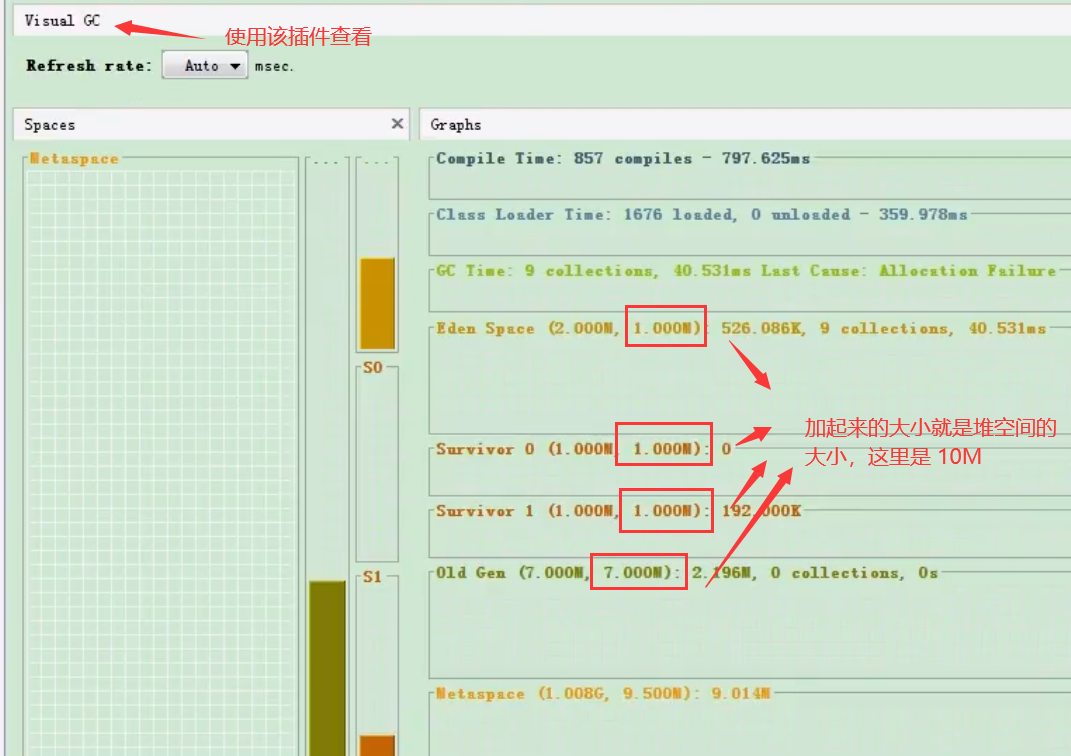 Visual GC
使用该插件查看
Refresh rate: Auto msec.
Spaces
Graphs
Metaspace
...
...
Compile Time: 857 compiles - 797.625ms
Class Loader Time: 1676 loaded, 0 unloaded - 359.978ms
GC Time: 9 collections, 40.531ms Last Cause: Allocation Failure
Eden Space (2.000M, 1.000M): 526.086K, 9 collections, 40.531ms
S0
加起来的大小就是堆空间的
大小，这里是 10M
Survivor 0 (1.000M, 1.000M): 0
Survivor 1 (1.000M, 1.000M): 192.000K
S1
Old Gen (7.000M, 7.000M): 2.196M, 0 collections, 0s
Metaspace (1.008G, 9.500M): 9.014M